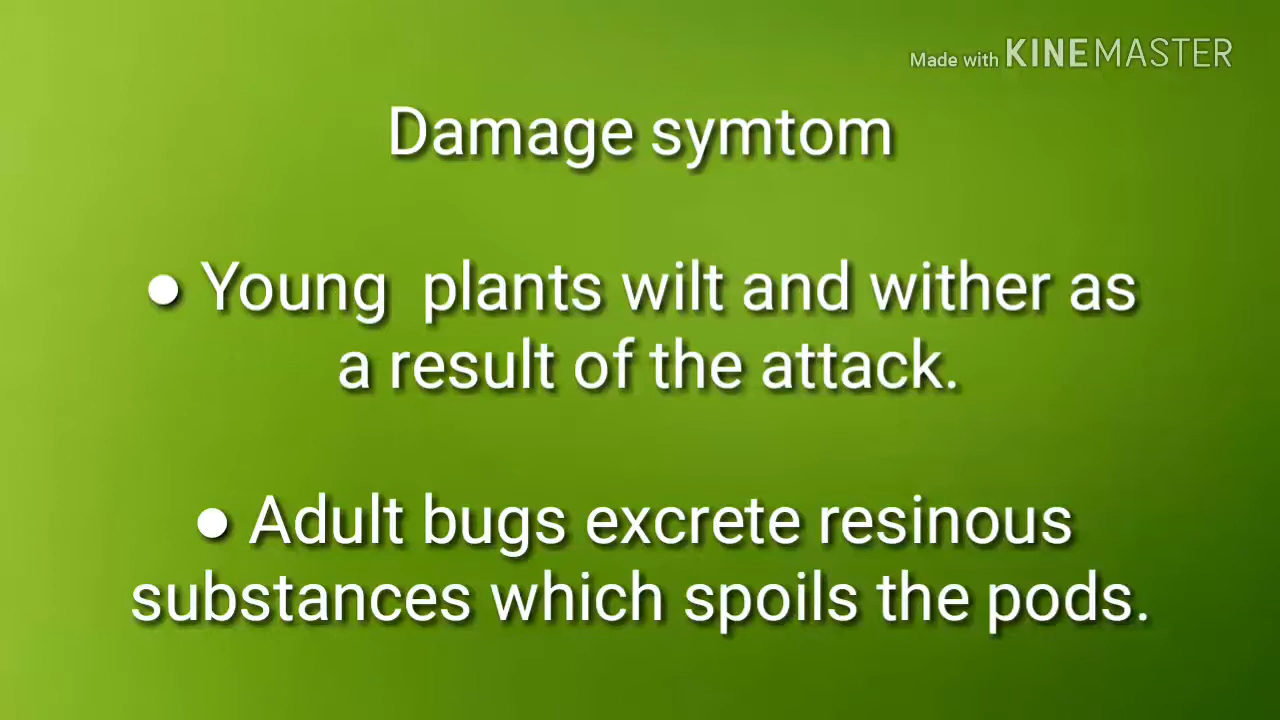 Made with KINEMASTER
Damage symtom
● Young  plants wilt and wither as
a result of the attack.
● Adult bugs excrete resinous
substances which spoils the pods.